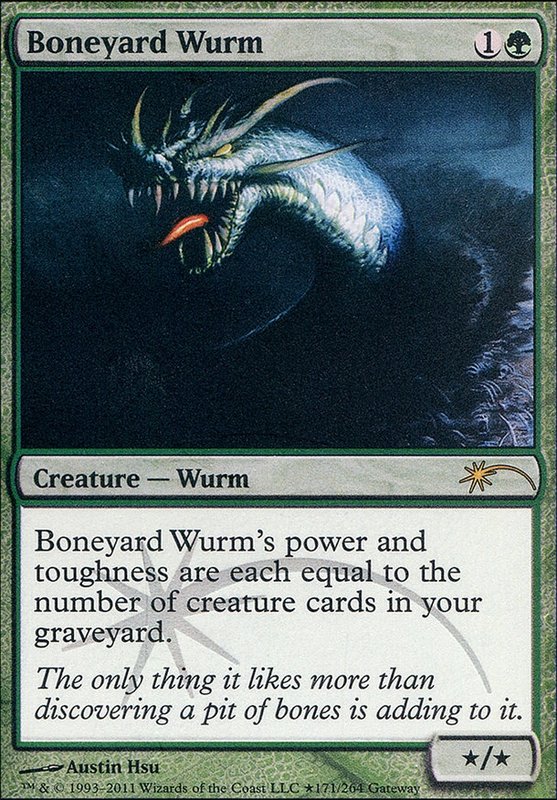 Boneyard Wurm 1
Creature — Wurm
Boneyard Wurm's power and
toughness are each equal to the
number of creature cards in your
graveyard.
The only thing it likes more than
discovering a pit of bones is adding to it.
★/★
Austin Hsu
™ & © 1993–2011 Wizards of the Coast LLC ★171/264 Gateway